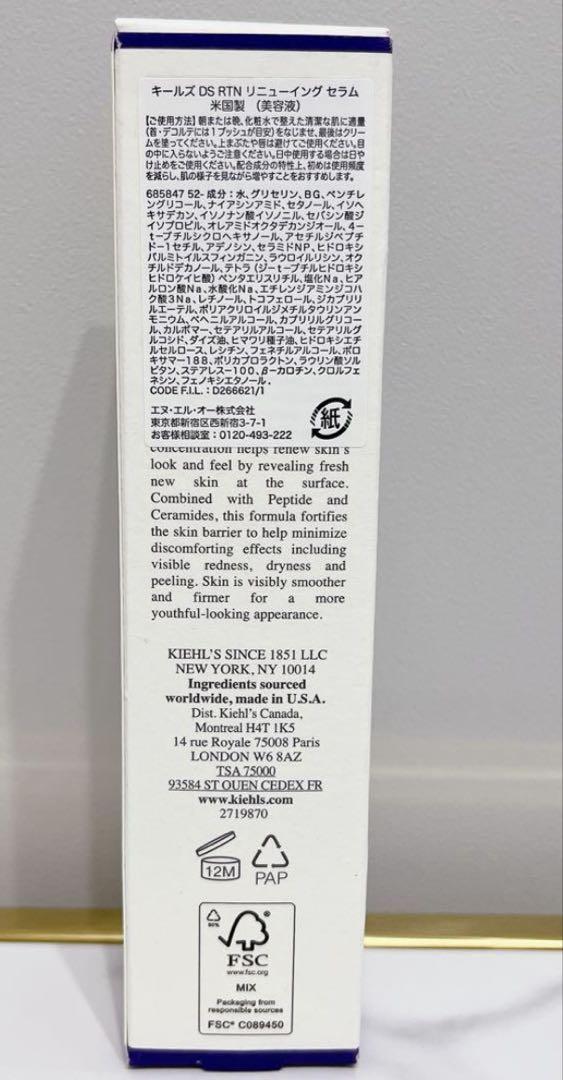 キールズ DS RTN リニューイング セラム
米国製 (美容液)
【ご使用方法】朝または晩、化粧水で整えた清潔な肌に適量
(首・デコルテには1プッシュが目安)をなじませ、最後はクリー
ムを塗ってください。上まぶたや唇は避けてご使用ください。目
の中に入らないようご注意ください。日中使用する場合は日や
け止めをご使用ください。配合成分の特性上、初めは使用頻度
を減らし、肌の様子を見ながら増やすことをおすすめします。
685847 52- 成分:水、グリセリン、BG、ペンチレ
ングリコール、ナイアシンアミド、セタノール、イソヘ
キサデカン、イソノナン酸イソノニル、セバシン酸ジ
イソプロピル、オレアミドオクタデカンジオール、4ー
tーブチルシクロヘキサノール、アセチルジペプチ
ドー1セチル、アデノシン、セラミドNP、ヒドロキシ
パルミトイルスフィンガニン、ラウロイルリシン、オク
チルドデカノール、テトラ(ジーtーブチルヒドロキシ
ヒドロケイヒ酸)ペンタエリスリチル、塩化Na、ヒア
ルロン酸Na、水酸化Na、エチレンジアミンジコハ
ク酸3Na、レチノール、トコフェロール、ジカプリリ
ルエーテル、ポリアクリロイルジメチルタウリンアン
モニウム、ベヘニルアルコール、カプリリルグリコー
ル、カルボマー、セテアリルアルコール、セテアリルグ
ルコシド、ダイズ油、ヒマワリ種子油、ヒドロキシエチ
ルセルロース、レシチン、フェネチルアルコール、ポロ
キサマー188、ポリカプロラクトン、ラウリン酸ソル
ビタン、ステアレスー100、βーカロチン、クロルフェ
ネシン、フェノキシエタノール.
CODE F.I.L. : D266621/1
エヌ・エル・オー株式会社
東京都新宿区西新宿3-7-1
お客様相談室:0120-493-222
紙
concentration helps renew skin's
look and feel by revealing fresh
new skin at the surface.
Combined with Peptide and
Ceramides, this formula fortifies
the skin barrier to help minimize
discomforting effects including
visible redness, dryness and
peeling. Skin is visibly smoother
and firmer for a more
youthful-looking appearance.
KIEHL'S SINCE 1851 LLC
NEW YORK, NY 10014
Ingredients sourced
worldwide, made in U.S.A.
Dist. Kiehl's Canada,
Montreal H4T 1K5
14 rue Royale 75008 Paris
LONDON W6 8AZ
TSA 75000
93584 ST OUEN CEDEX FR
www.kiehls.com
2719870
12M
PAP
80%
FSC
www.fsc.org
MIX
Packaging from
responsible sources
FSC® C089450